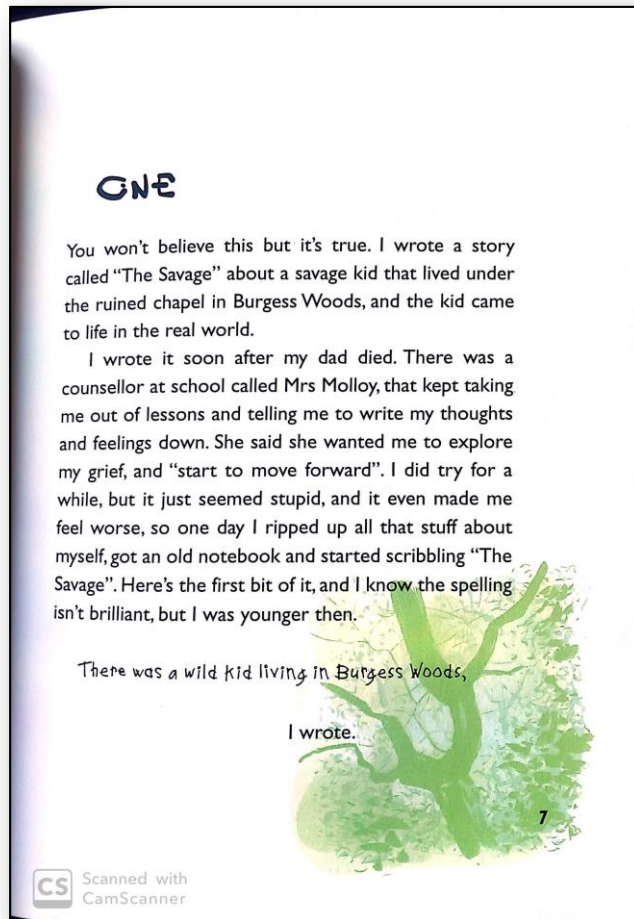 ONE
You won't believe this but it's true. I wrote a story
called “The Savage” about a savage kid that lived under
the ruined chapel in Burgess Woods, and the kid came
to life in the real world.
I wrote it soon after my dad died. There was a
counsellor at school called Mrs Molloy, that kept taking
me out of lessons and telling me to write my thoughts
and feelings down. She said she wanted me to explore
my grief, and “start to move forward”. I did try for a
while, but it just seemed stupid, and it even made me
feel worse, so one day I ripped up all that stuff about
myself, got an old notebook and started scribbling “The
Savage”. Here's the first bit of it, and I know the spelling
isn't brilliant, but I was younger then.
There was a wild kid living in Burgess Woods,
I wrote.
7
CS Scanned with
CamScanner